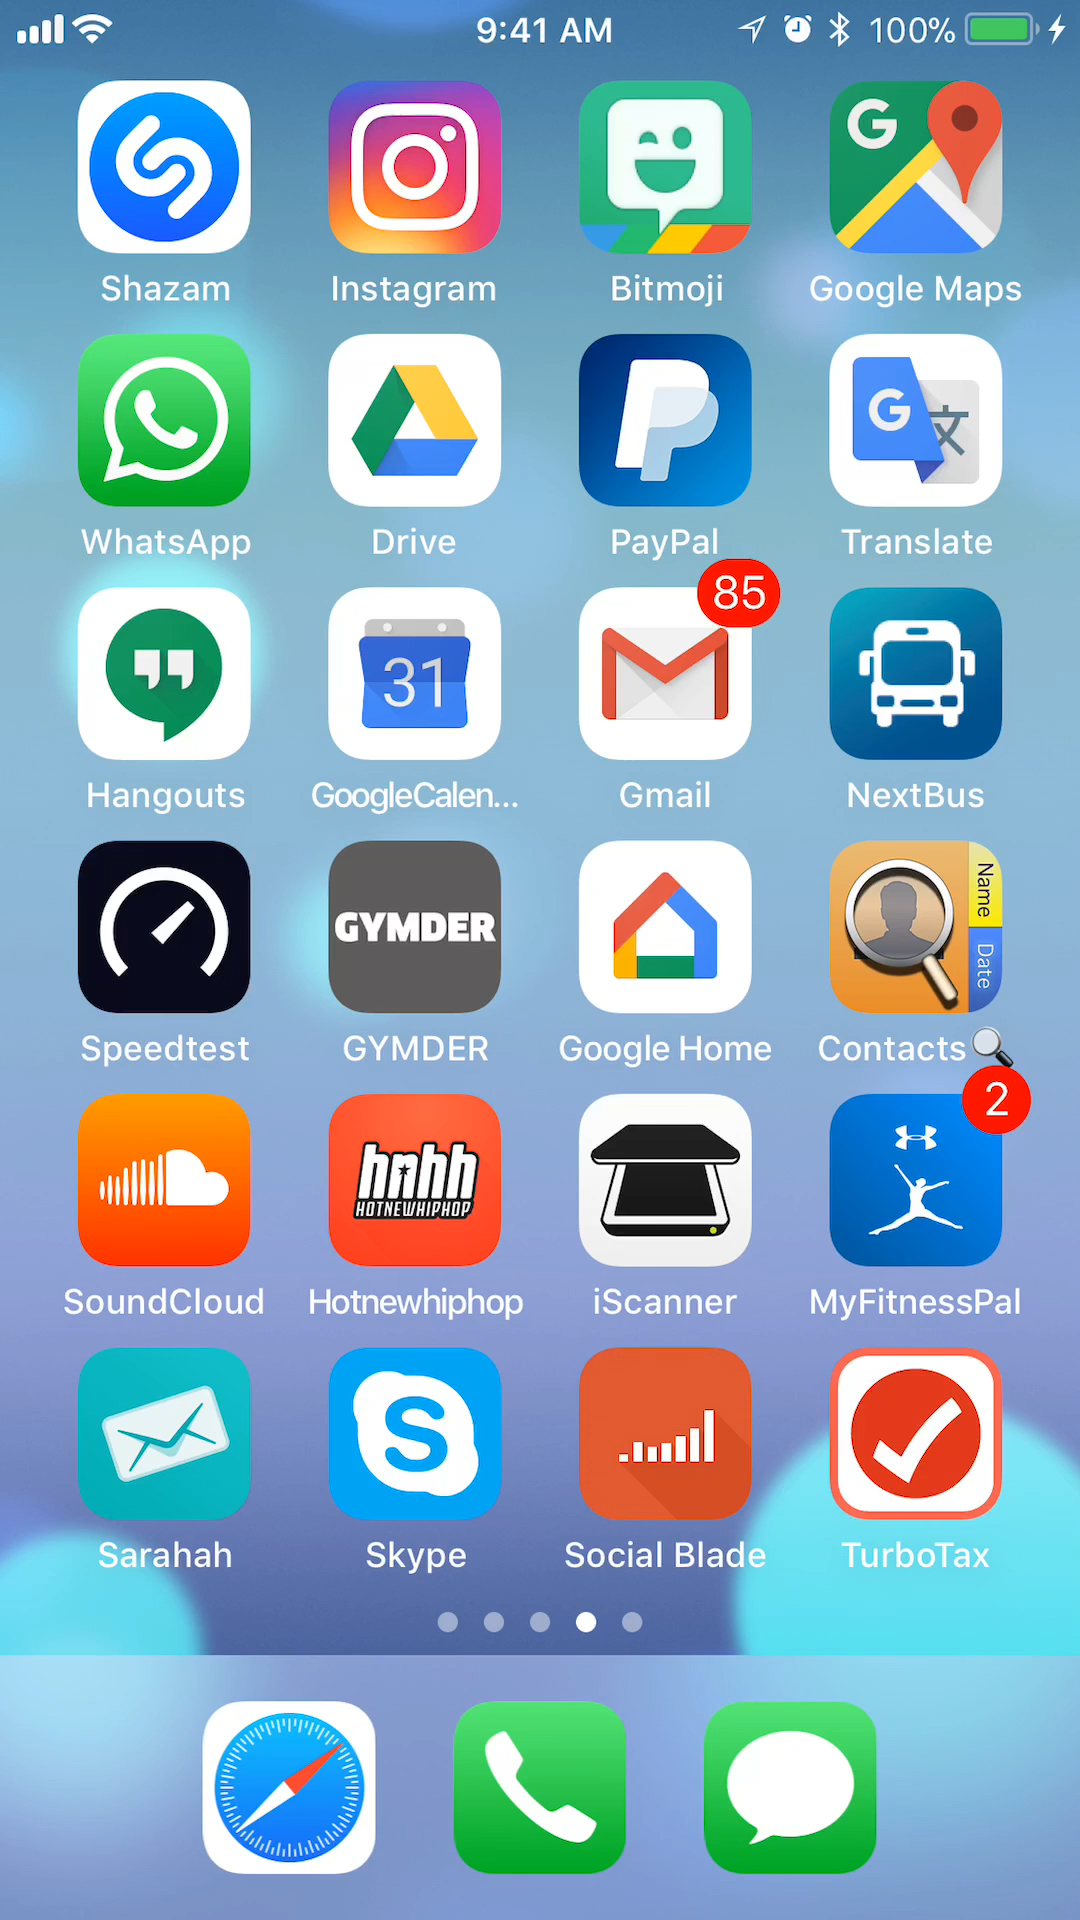 9:41 AM 100%
Shazam Instagram Bitmoji Google Maps
WhatsApp Drive PayPal Translate
85
31
Hangouts GoogleCalen... Gmail NextBus
GYMDER
Name
Date
Speedtest GYMDER Google Home Contacts🔍
2
hnhh
HOTNEWHIPHOP
SoundCloud Hotnewhiphop iScanner MyFitnessPal
Sarahah Skype Social Blade TurboTax